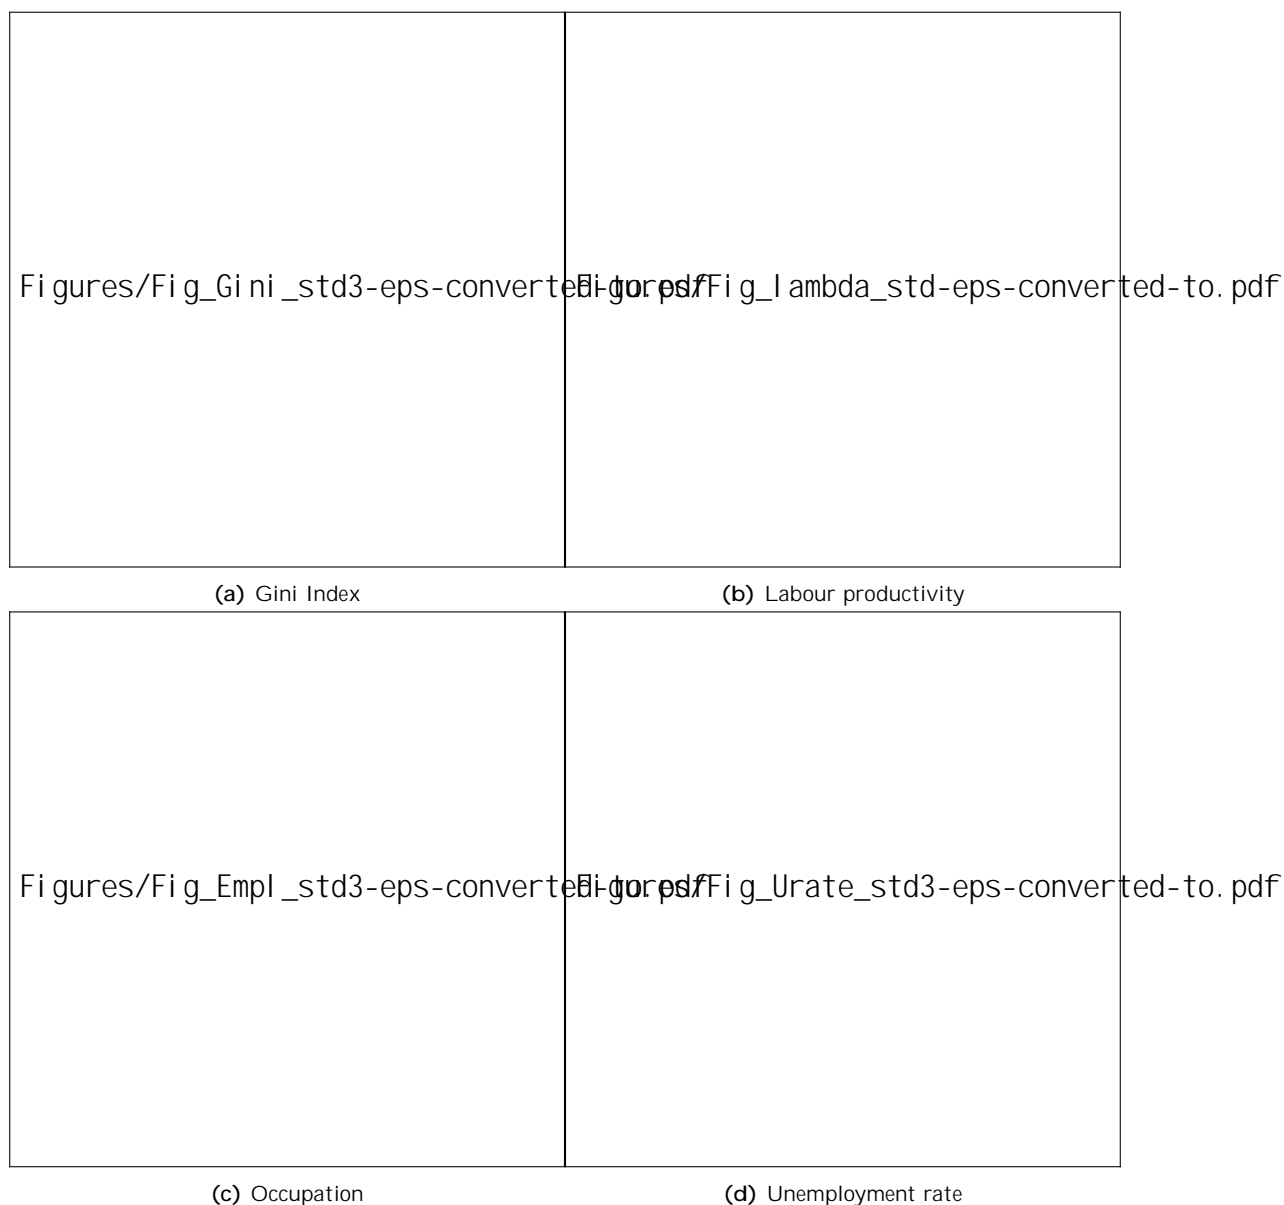 Figures/Fig_Gini_std3-eps-converted-to.pdf
Figures/Fig_lambda_std-eps-converted-to.pdf
(a) Gini Index
(b) Labour productivity
Figures/Fig_Empl_std3-eps-converted-to.pdf
Figures/Fig_Urate_std3-eps-converted-to.pdf
(c) Occupation
(d) Unemployment rate